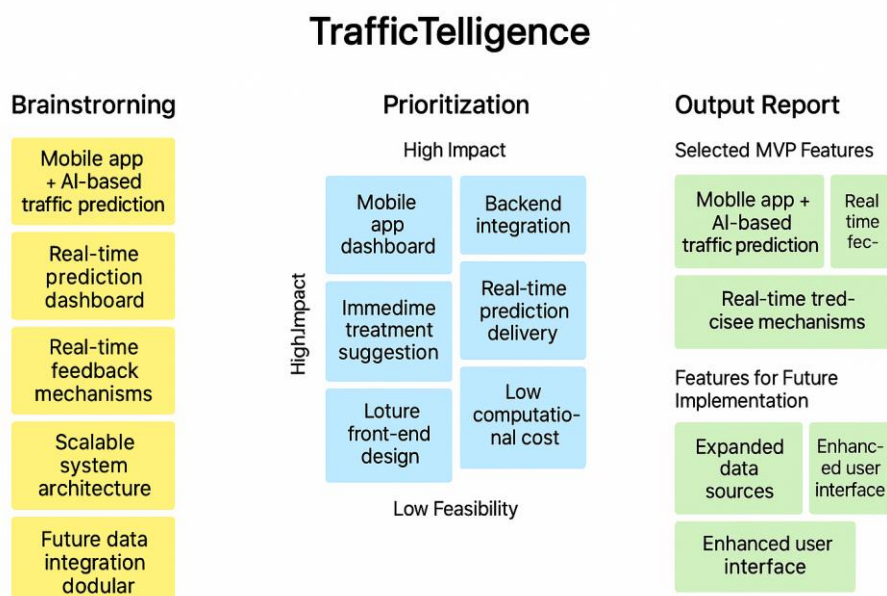 TrafficTelligence
Brainstrorning
Mobile app
+ AI-based
traffic prediction
Real-time
prediction
dashboard
Real-time
feedback
mechanisms
Scalable
system
architecture
Future data
integration
dodular
Prioritization
High Impact
High.Impact
Mobile
app
dashboard
Backend
integration
Immedime
treatment
suggestion
Real-time
prediction
delivery
Loture
front-end
design
Low
computatio-
nal cost
Low Feasibility
Output Report
Selected MVP Features
Moblle app +
AI-based
traffic prediction
Real
time
fec-
Real-time tred-
cisee mechanisms
Features for Future
Implementation
Expanded
data
sources
Enhanc-
ed user
interface
Enhanced user
interface